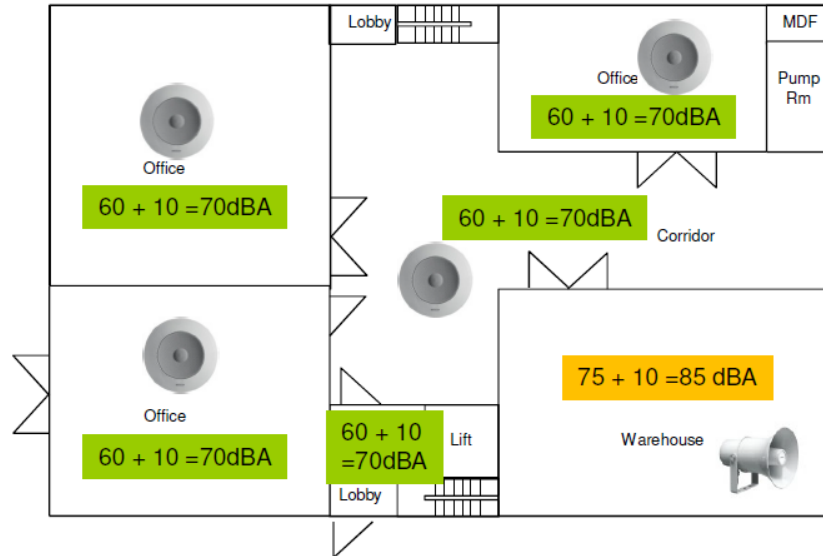 Lobby
MDF
Office
Pump
Rm
60 + 10 =70dBA
Office
60 + 10 =70dBA
60 + 10 =70dBA
Corridor
75 + 10 =85 dBA
Office
60 + 10
=70dBA
Lift
Warehouse
60 + 10 =70dBA
Lobby